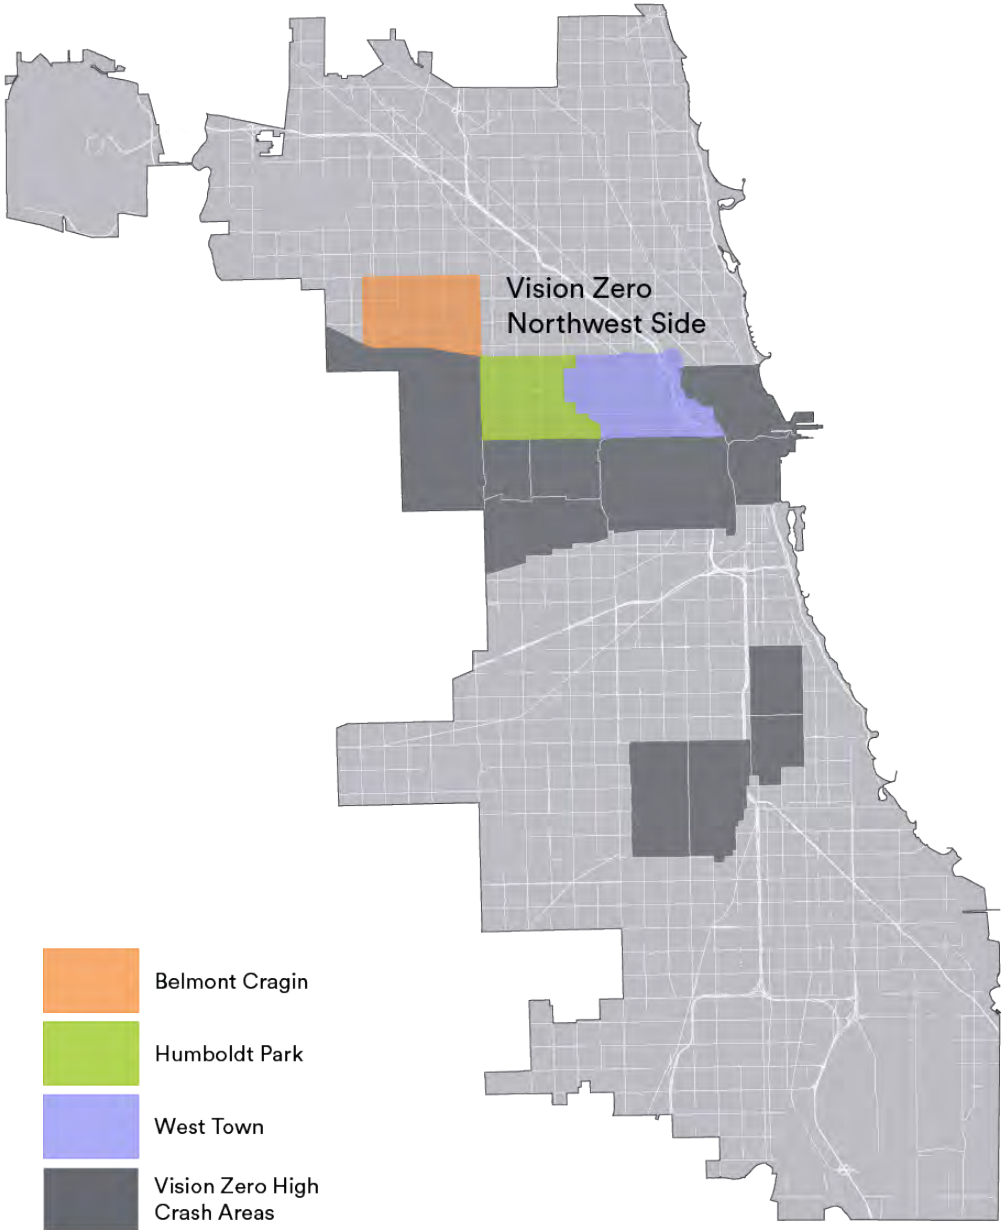 Vision Zero
Northwest Side
Belmont Cragin
Humboldt Park
West Town
Vision Zero High
Crash Areas